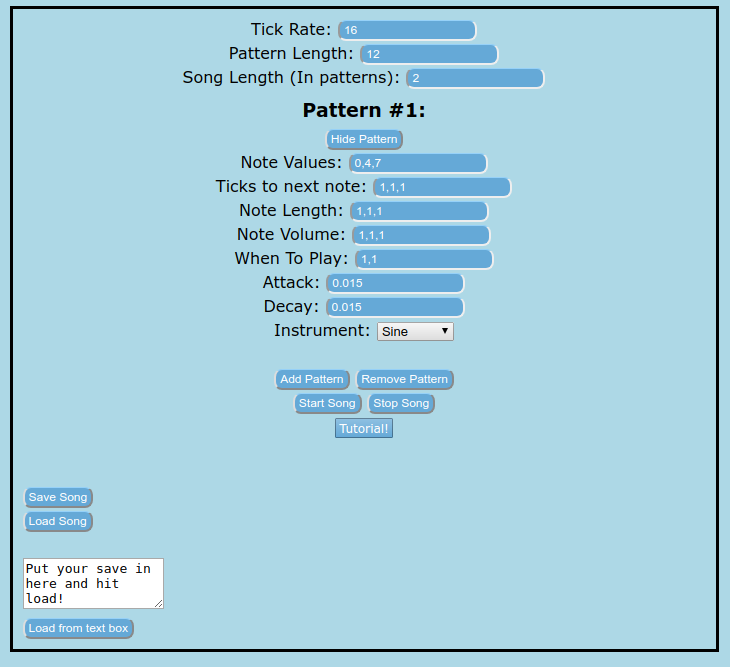 Tick Rate: 16
Pattern Length: 12
Song Length (In patterns): 2
Pattern #1:
Hide Pattern
Note Values: 0,4,7
Ticks to next note: 1,1,1
Note Length: 1,1,1
Note Volume: 1,1,1
When To Play: 1,1
Attack: 0.015
Decay: 0.015
Instrument: Sine
Add Pattern Remove Pattern
Start Song Stop Song
Tutorial!
Save Song
Load Song
Put your save in
here and hit
load!
Load from text box